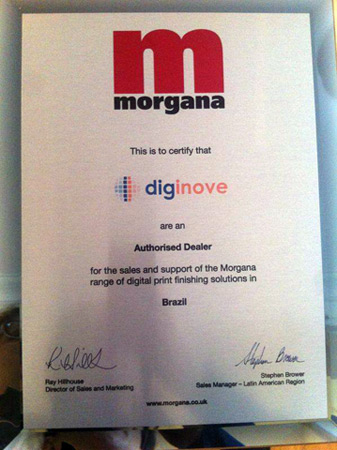 m
morgana
This is to certify that
diginove
are an
Authorised Dealer
for the sales and support of the Morgana
range of digital print finishing solutions in
Brazil
Ray Hillhouse
Director of Sales and Marketing
Stephen Brower
Sales Manager – Latin American Region
www.morgana.co.uk